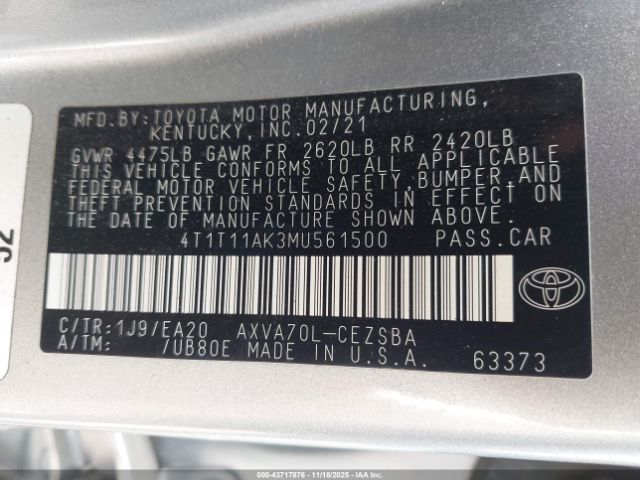 MFD.BY:TOYOTA MOTOR MANUFACTURING,
KENTUCKY, INC.02/21
GVWR 4475LB GAWR FR 2620LB RR 2420LB
THIS VEHICLE CONFORMS TO ALL APPLICABLE
FEDERAL MOTOR VEHICLE SAFETY,BUMPER,AND
THEFT PREVENTION STANDARDS IN EFFECT ON
THE DATE OF MANUFACTURE SHOWN ABOVE.
4T1T11AK3MU561500 PASS.CAR
C/TR:1J9/EA20 AXVA70L-CEZSBA
A/TM: /UB80E MADE IN U.S.A. 63373
52
00-43717876 | 11/18/2025 - Copyright © IAA